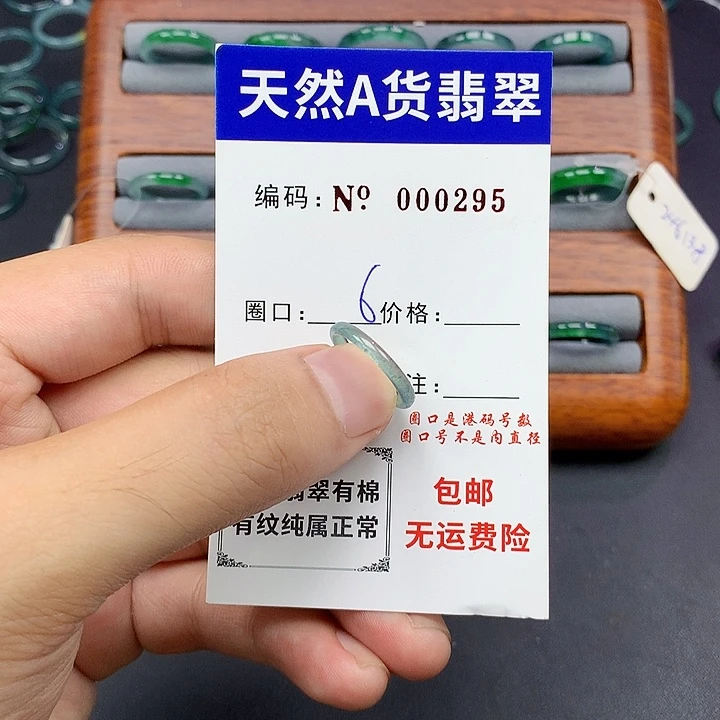 天然A货翡翠
编码:Nº 000295
圈口: 6 价格:
注:
圈口是港码号数
圈口号不是内直径
翠有棉
有纹纯属正常
包邮
无运费险